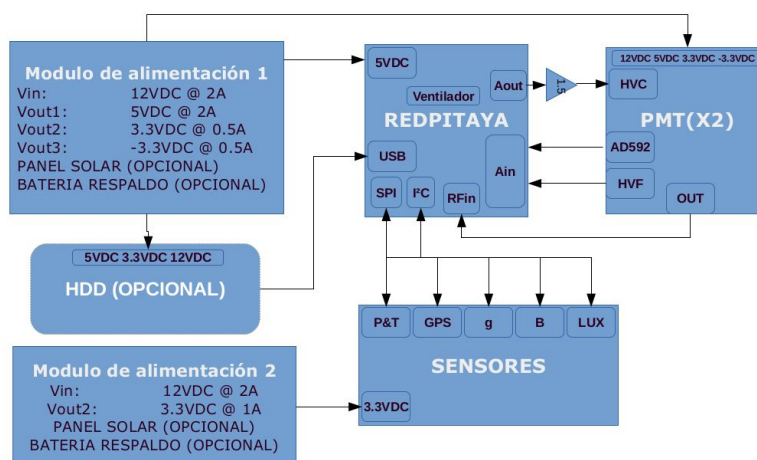 Modulo de alimentación 1
Vin: 12VDC @ 2A
Vout1: 5VDC @ 2A
Vout2: 3.3VDC @ 0.5A
Vout3: -3.3VDC @ 0.5A
PANEL SOLAR (OPCIONAL)
BATERIA RESPALDO (OPCIONAL)
5VDC
Aout
Ventilador
REDPITAYA
USB
Ain
SPI
I²C
RFin
1.5
12VDC 5VDC 3.3VDC -3.3VDC
HVC
PMT(X2)
AD592
HVF
OUT
5VDC 3.3VDC 12VDC
HDD (OPCIONAL)
P&T
GPS
g
B
LUX
SENSORES
3.3VDC
Modulo de alimentación 2
Vin: 12VDC @ 2A
Vout2: 3.3VDC @ 1A
PANEL SOLAR (OPCIONAL)
BATERIA RESPALDO (OPCIONAL)